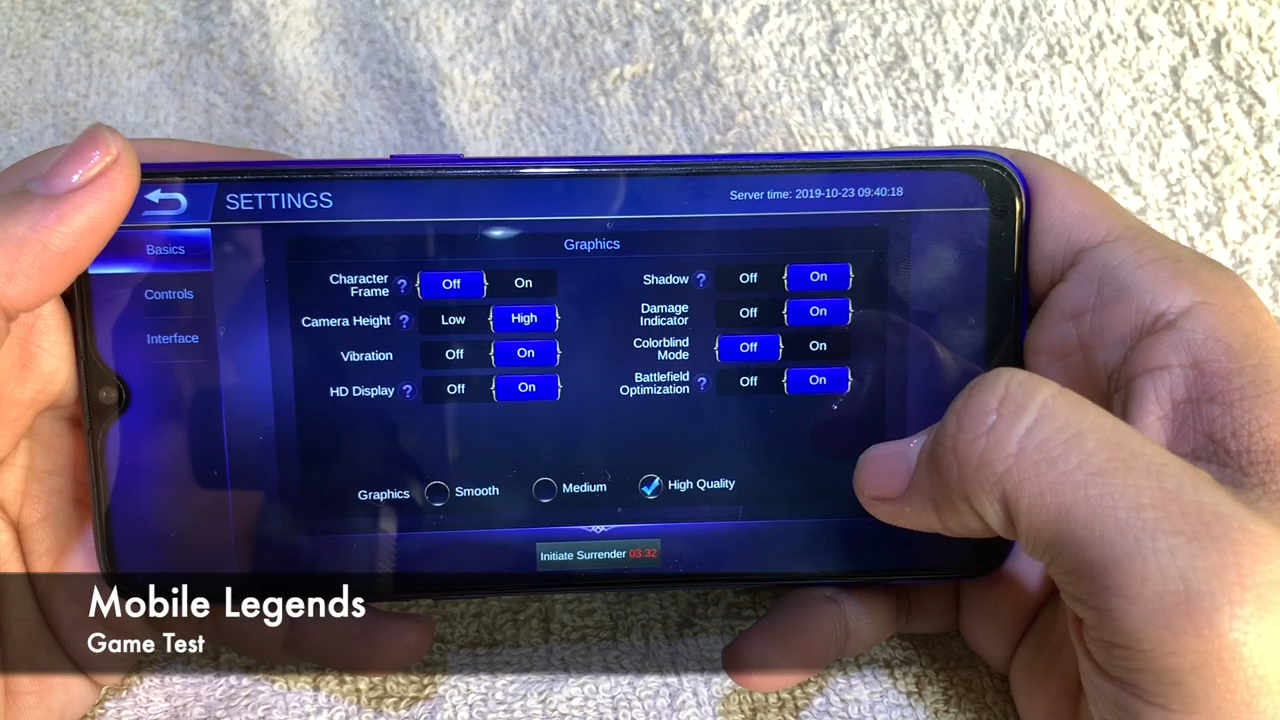 SETTINGS
Server time: 2019-10-23 09:40:18
Basics
Controls
Interface
Graphics
Character
Frame ? Off On
Camera Height ? Low High
Vibration Off On
HD Display ? Off On
Shadow ? Off On
Damage
Indicator Off On
Colorblind
Mode Off On
Battlefield
Optimization ? Off On
Graphics Smooth Medium High Quality
Initiate Surrender 03:32
Mobile Legends
Game Test